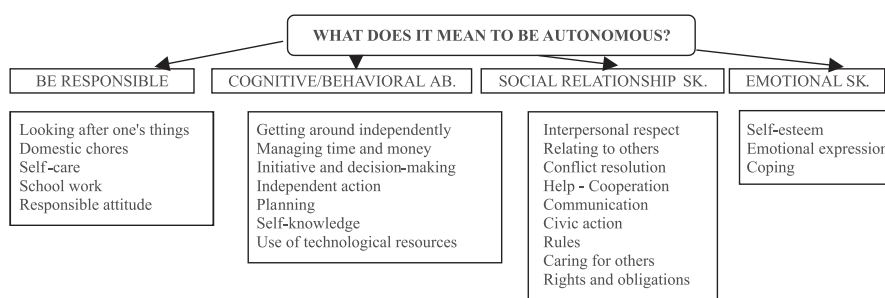 WHAT DOES IT MEAN TO BE AUTONOMOUS?
BE RESPONSIBLE
COGNITIVE/BEHAVIORAL AB.
SOCIAL RELATIONSHIP SK.
EMOTIONAL SK.
Looking after one's things
Domestic chores
Self-care
School work
Responsible attitude
Getting around independently
Managing time and money
Initiative and decision-making
Independent action
Planning
Self-knowledge
Use of technological resources
Interpersonal respect
Relating to others
Conflict resolution
Help - Cooperation
Communication
Civic action
Rules
Caring for others
Rights and obligations
Self-esteem
Emotional expression
Coping